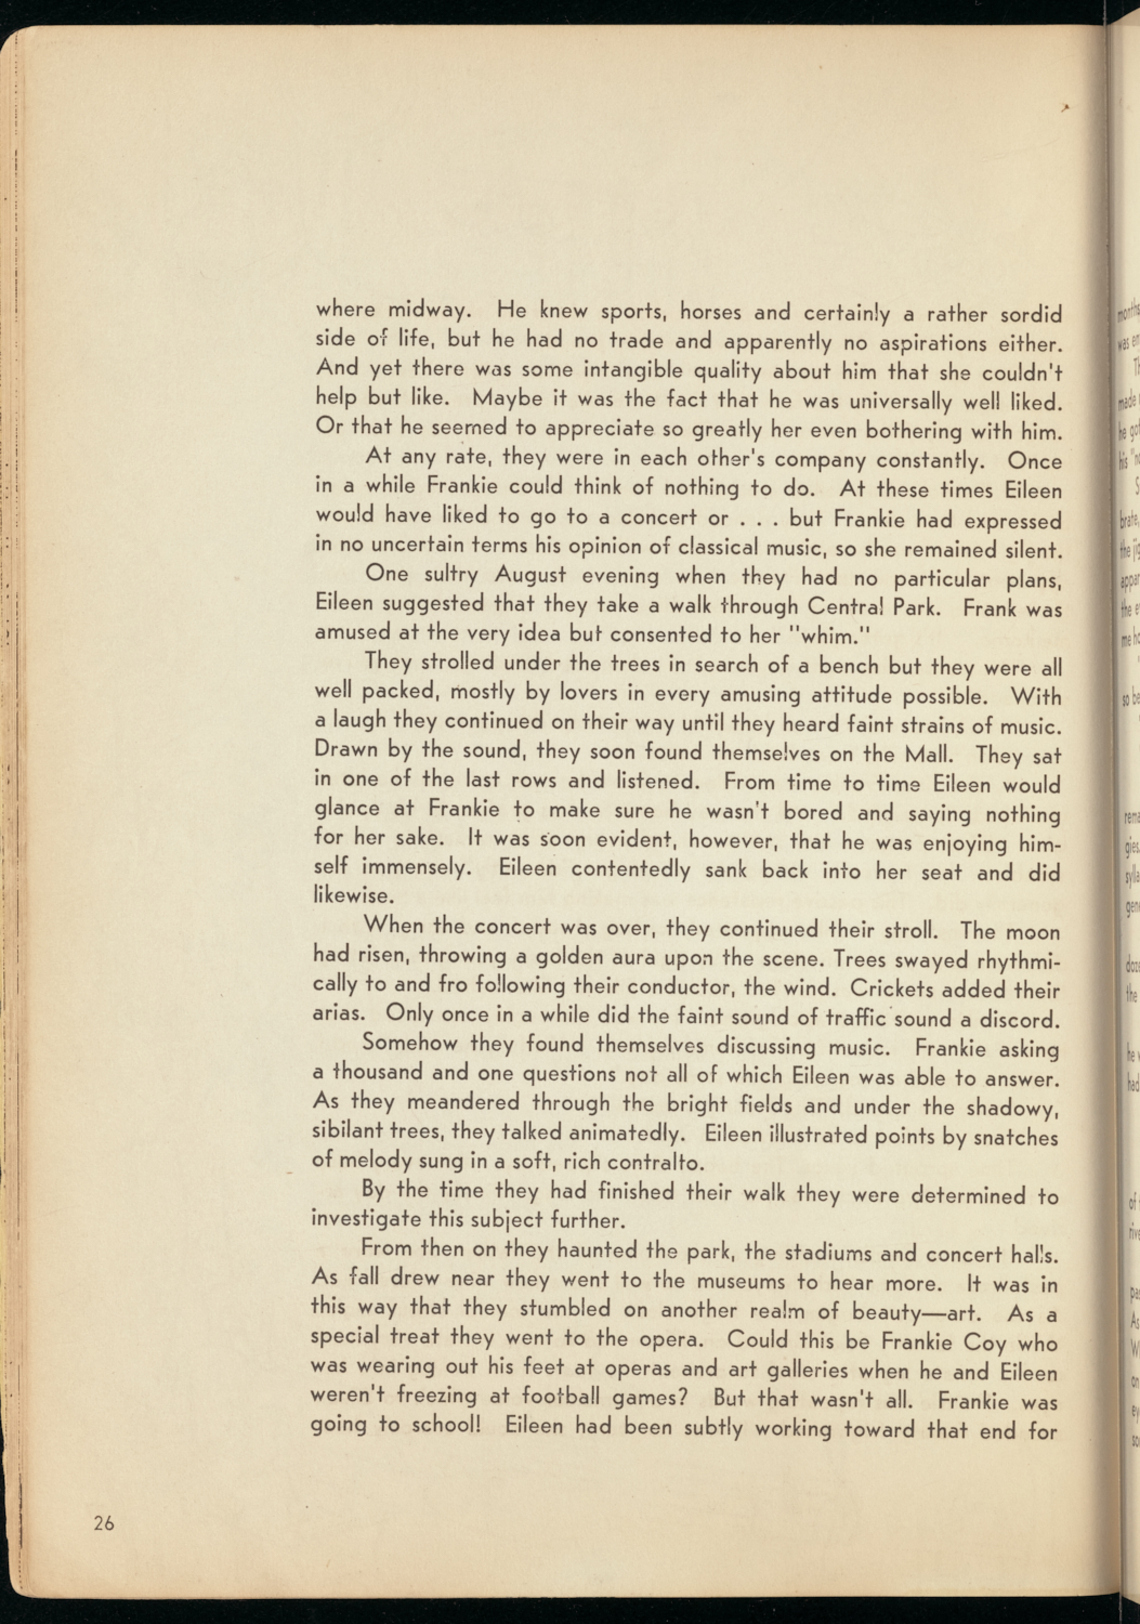 where midway. He knew sports, horses and certainly a rather sordid
side of life, but he had no trade and apparently no aspirations either.
And yet there was some intangible quality about him that she couldn't
help but like. Maybe it was the fact that he was universally well liked.
Or that he seemed to appreciate so greatly her even bothering with him.
At any rate, they were in each other's company constantly. Once
in a while Frankie could think of nothing to do. At these times Eileen
would have liked to go to a concert or . . . but Frankie had expressed
in no uncertain terms his opinion of classical music, so she remained silent.
One sultry August evening when they had no particular plans,
Eileen suggested that they take a walk through Central Park. Frank was
amused at the very idea but consented to her "whim."
They strolled under the trees in search of a bench but they were all
well packed, mostly by lovers in every amusing attitude possible. With
a laugh they continued on their way until they heard faint strains of music.
Drawn by the sound, they soon found themselves on the Mall. They sat
in one of the last rows and listened. From time to time Eileen would
glance at Frankie to make sure he wasn't bored and saying nothing
for her sake. It was soon evident, however, that he was enjoying him-
self immensely. Eileen contentedly sank back into her seat and did
likewise.
When the concert was over, they continued their stroll. The moon
had risen, throwing a golden aura upon the scene. Trees swayed rhythmi-
cally to and fro following their conductor, the wind. Crickets added their
arias. Only once in a while did the faint sound of traffic sound a discord.
Somehow they found themselves discussing music. Frankie asking
a thousand and one questions not all of which Eileen was able to answer.
As they meandered through the bright fields and under the shadowy,
sibilant trees, they talked animatedly. Eileen illustrated points by snatches
of melody sung in a soft, rich contralto.
By the time they had finished their walk they were determined to
investigate this subject further.
From then on they haunted the park, the stadiums and concert halls.
As fall drew near they went to the museums to hear more. It was in
this way that they stumbled on another realm of beauty—art. As a
special treat they went to the opera. Could this be Frankie Coy who
was wearing out his feet at operas and art galleries when he and Eileen
weren't freezing at football games? But that wasn't all. Frankie was
going to school! Eileen had been subtly working toward that end for
26